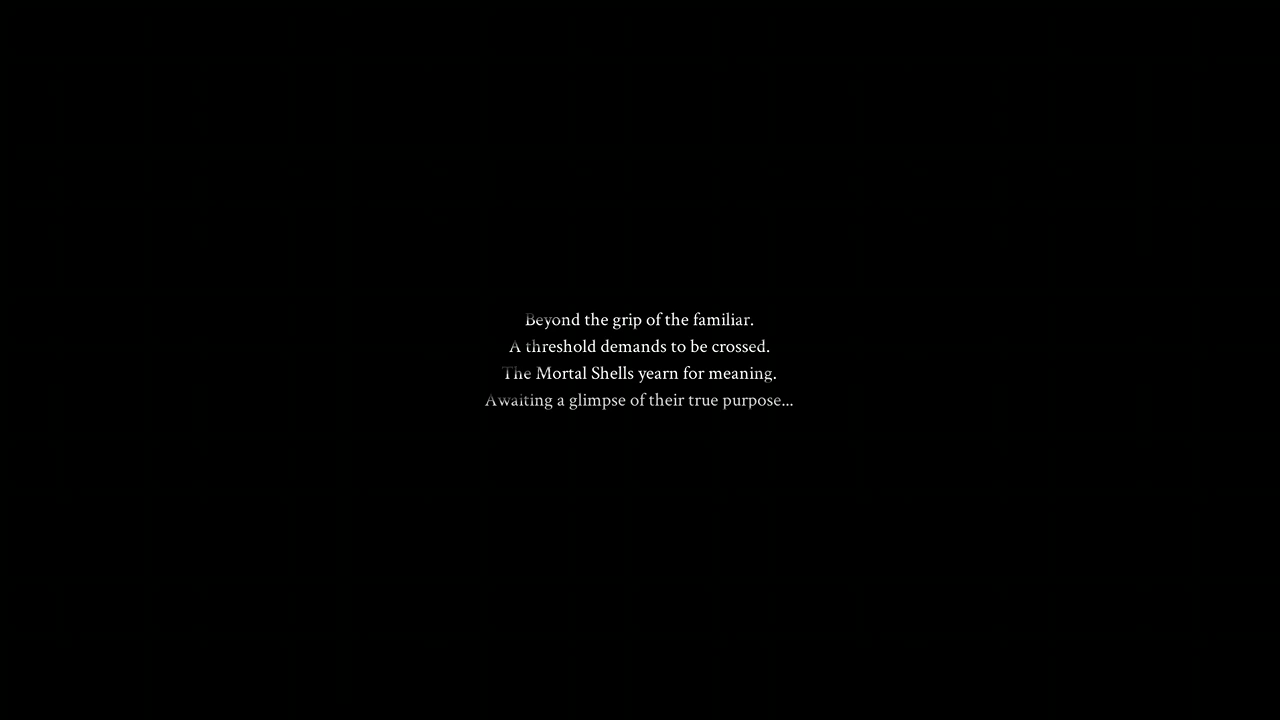 Beyond the grip of the familiar.
A threshold demands to be crossed.
The Mortal Shells yearn for meaning.
Awaiting a glimpse of their true purpose...